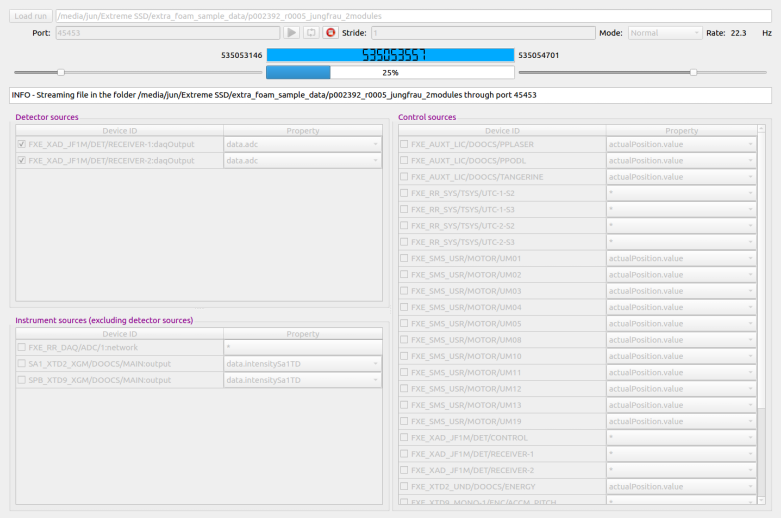 Load run /media/jun/Extreme SSD/extra_foam_sample_data/p002392_r0005_jungfrau_2modules
Port: 45453 Stride: 1 Mode: Normal Rate: 22.3 Hz
535053146 535053557 535054701
25%
INFO - Streaming file in the folder /media/jun/Extreme SSD/extra_foam_sample_data/p002392_r0005_jungfrau_2modules through port 45453
Detector sources
Device ID Property
FXE_XAD_JF1M/DET/RECEIVER-1:daqOutput data.adc
FXE_XAD_JF1M/DET/RECEIVER-2:daqOutput data.adc
Instrument sources (excluding detector sources)
Device ID Property
FXE_RR_DAQ/ADC/1:network *
SA1_XTD2_XGM/DOOCS/MAIN:output data.intensitySa1TD
SPB_XTD9_XGM/DOOCS/MAIN:output data.intensitySa1TD
Control sources
Device ID Property
FXE_AUXT_LIC/DOOCS/PPLASER actualPosition.value
FXE_AUXT_LIC/DOOCS/PPODL actualPosition.value
FXE_AUXT_LIC/DOOCS/TANGERINE actualPosition.value
FXE_RR_SYS/TSYS/UTC-1-S2 *
FXE_RR_SYS/TSYS/UTC-1-S3 *
FXE_RR_SYS/TSYS/UTC-2-S2 *
FXE_RR_SYS/TSYS/UTC-2-S3 *
FXE_SMS_USR/MOTOR/UM01 actualPosition.value
FXE_SMS_USR/MOTOR/UM02 actualPosition.value
FXE_SMS_USR/MOTOR/UM03 actualPosition.value
FXE_SMS_USR/MOTOR/UM04 actualPosition.value
FXE_SMS_USR/MOTOR/UM05 actualPosition.value
FXE_SMS_USR/MOTOR/UM08 actualPosition.value
FXE_SMS_USR/MOTOR/UM10 actualPosition.value
FXE_SMS_USR/MOTOR/UM11 actualPosition.value
FXE_SMS_USR/MOTOR/UM12 actualPosition.value
FXE_SMS_USR/MOTOR/UM13 actualPosition.value
FXE_SMS_USR/MOTOR/UM19 actualPosition.value
FXE_XAD_JF1M/DET/CONTROL *
FXE_XAD_JF1M/DET/RECEIVER-1 *
FXE_XAD_JF1M/DET/RECEIVER-2 *
FXE_XTD2_UND/DOOCS/ENERGY actualPosition.value
FXE_XTD9_MONO-1/ENC/ACCM_PITCH *